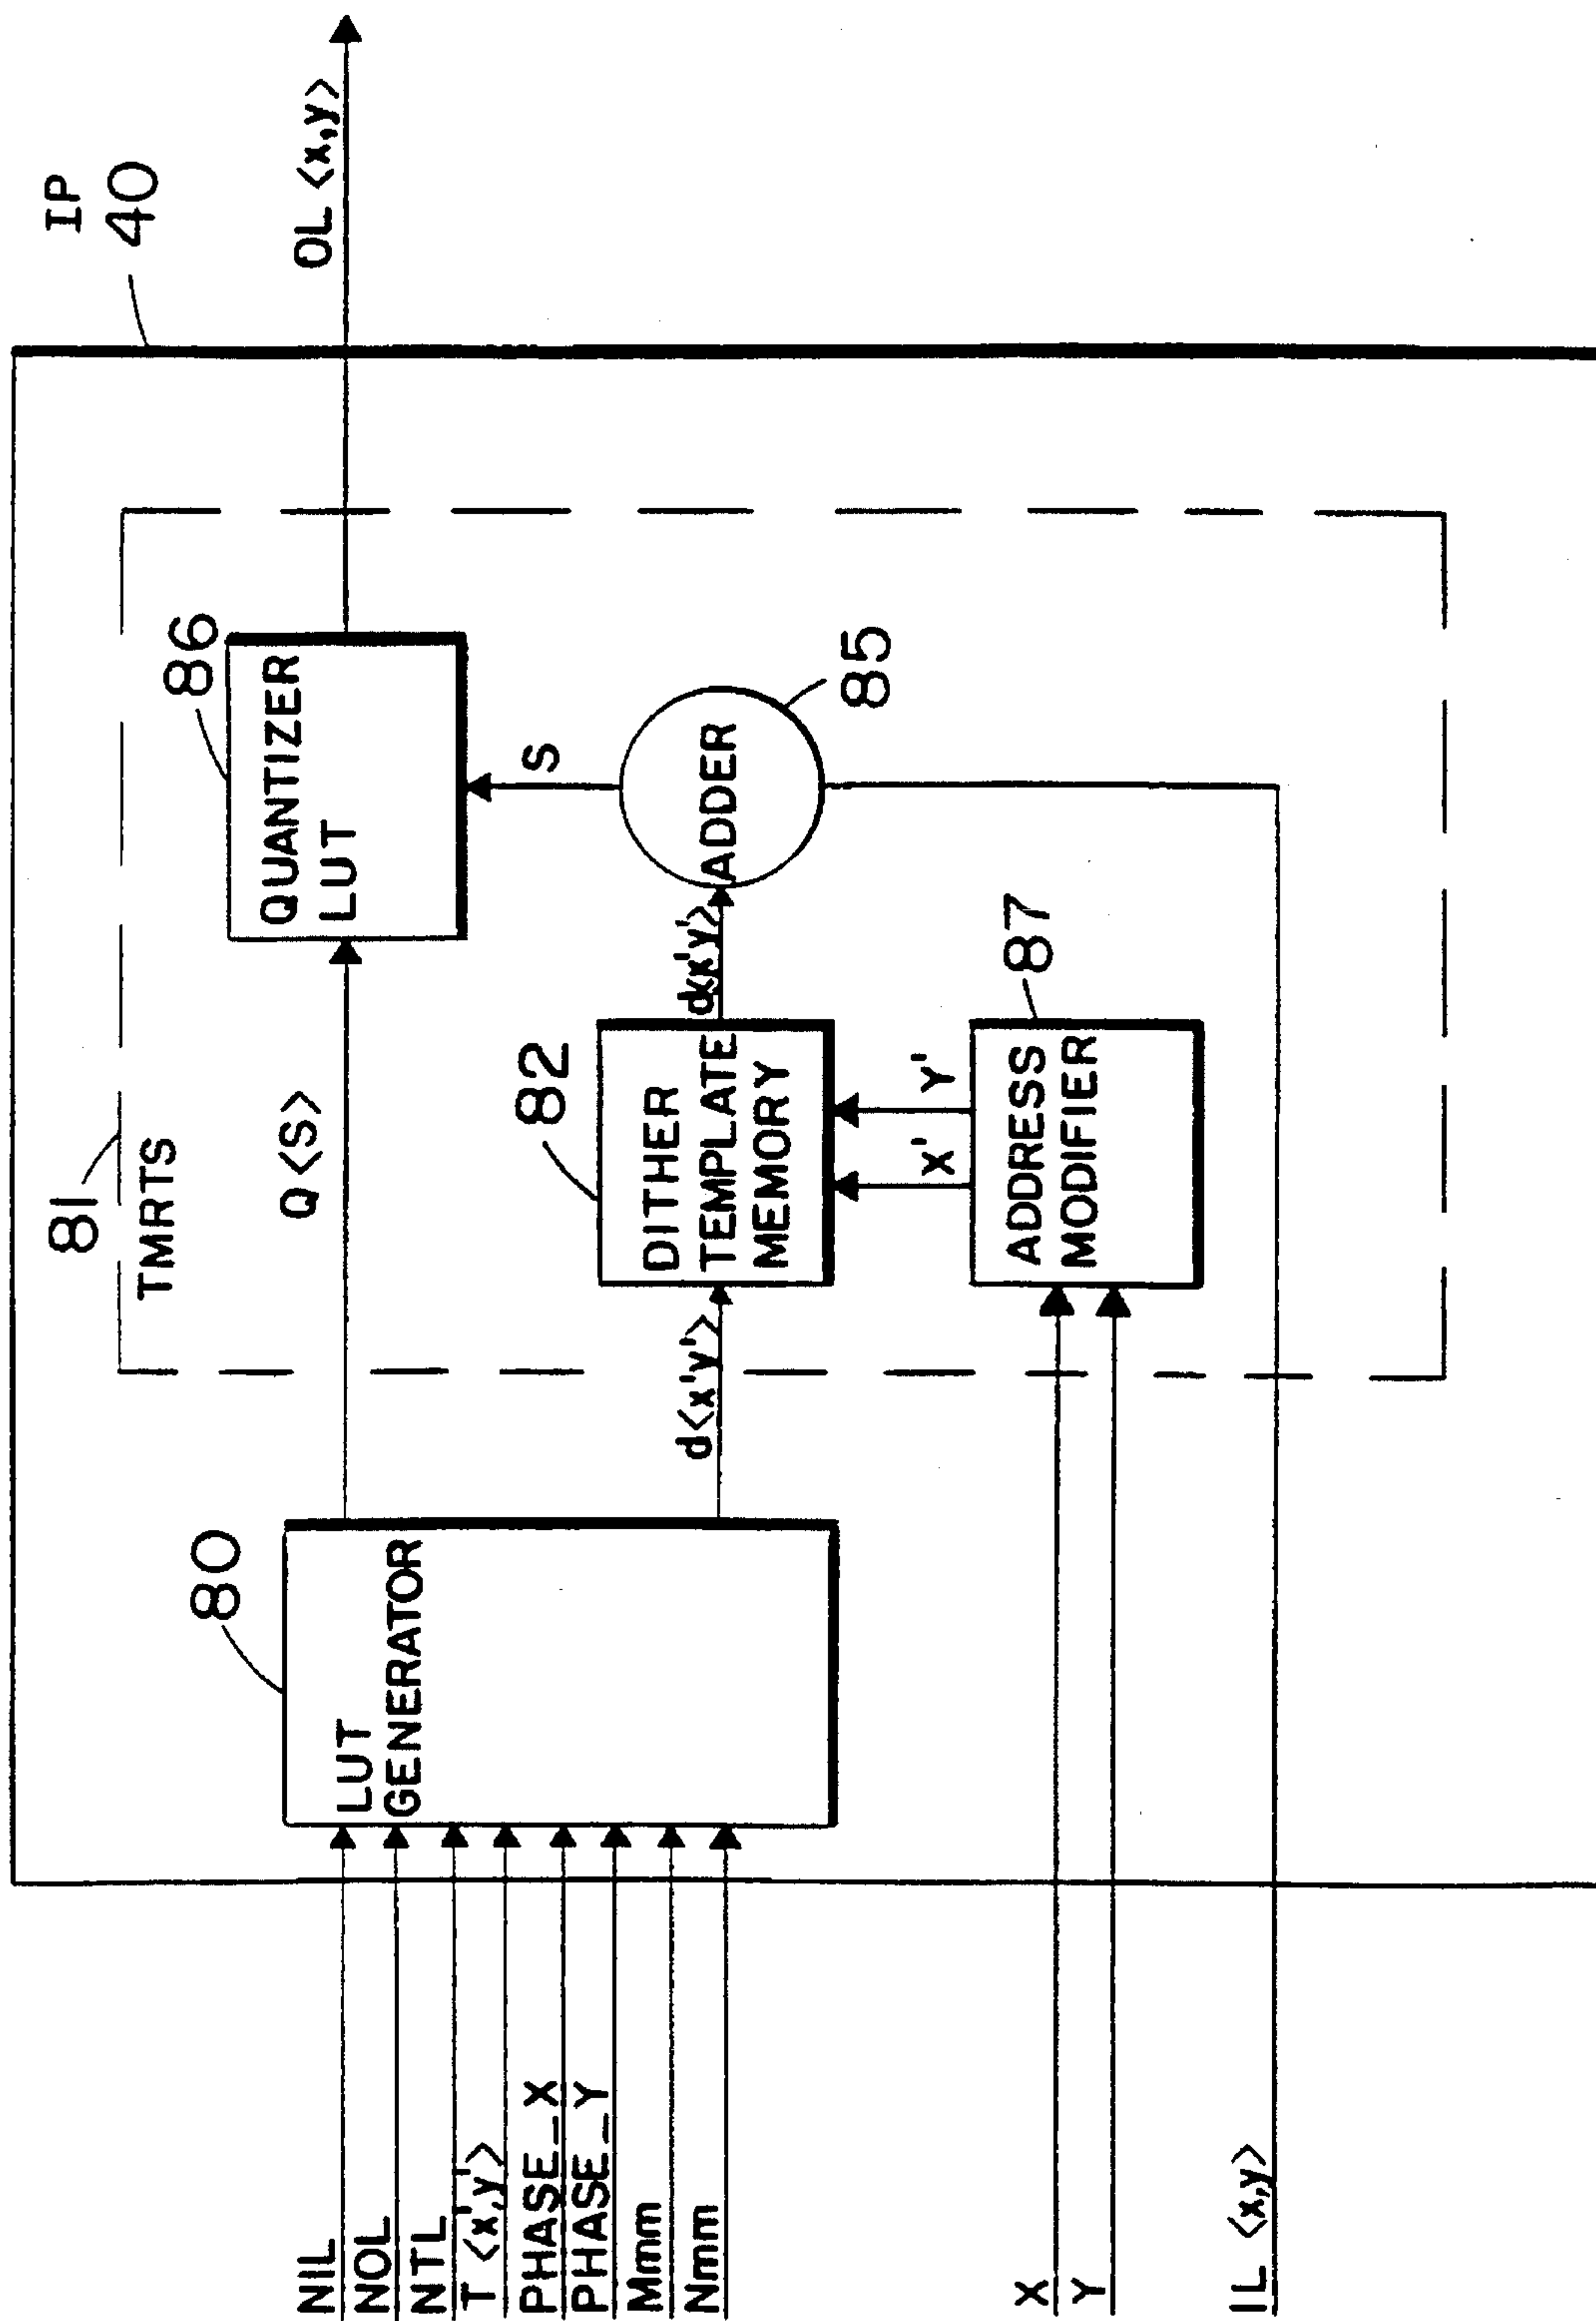 IP
40
81
TMRTS
NIL
NOL
NTL
T <x',y'>
PHASE_X
PHASE_Y
Mmm
Nmm
80
LUT
GENERATOR
Q <S>
86
QUANTIZER
LUT
OL <x,y>
d<x'y'>
82
DITHER
TEMPLATE
MEMORY
d<x'y'>
ADDER
S
85
X'
Y'
87
ADDRESS
MODIFIER
X
Y
IL <x,y>